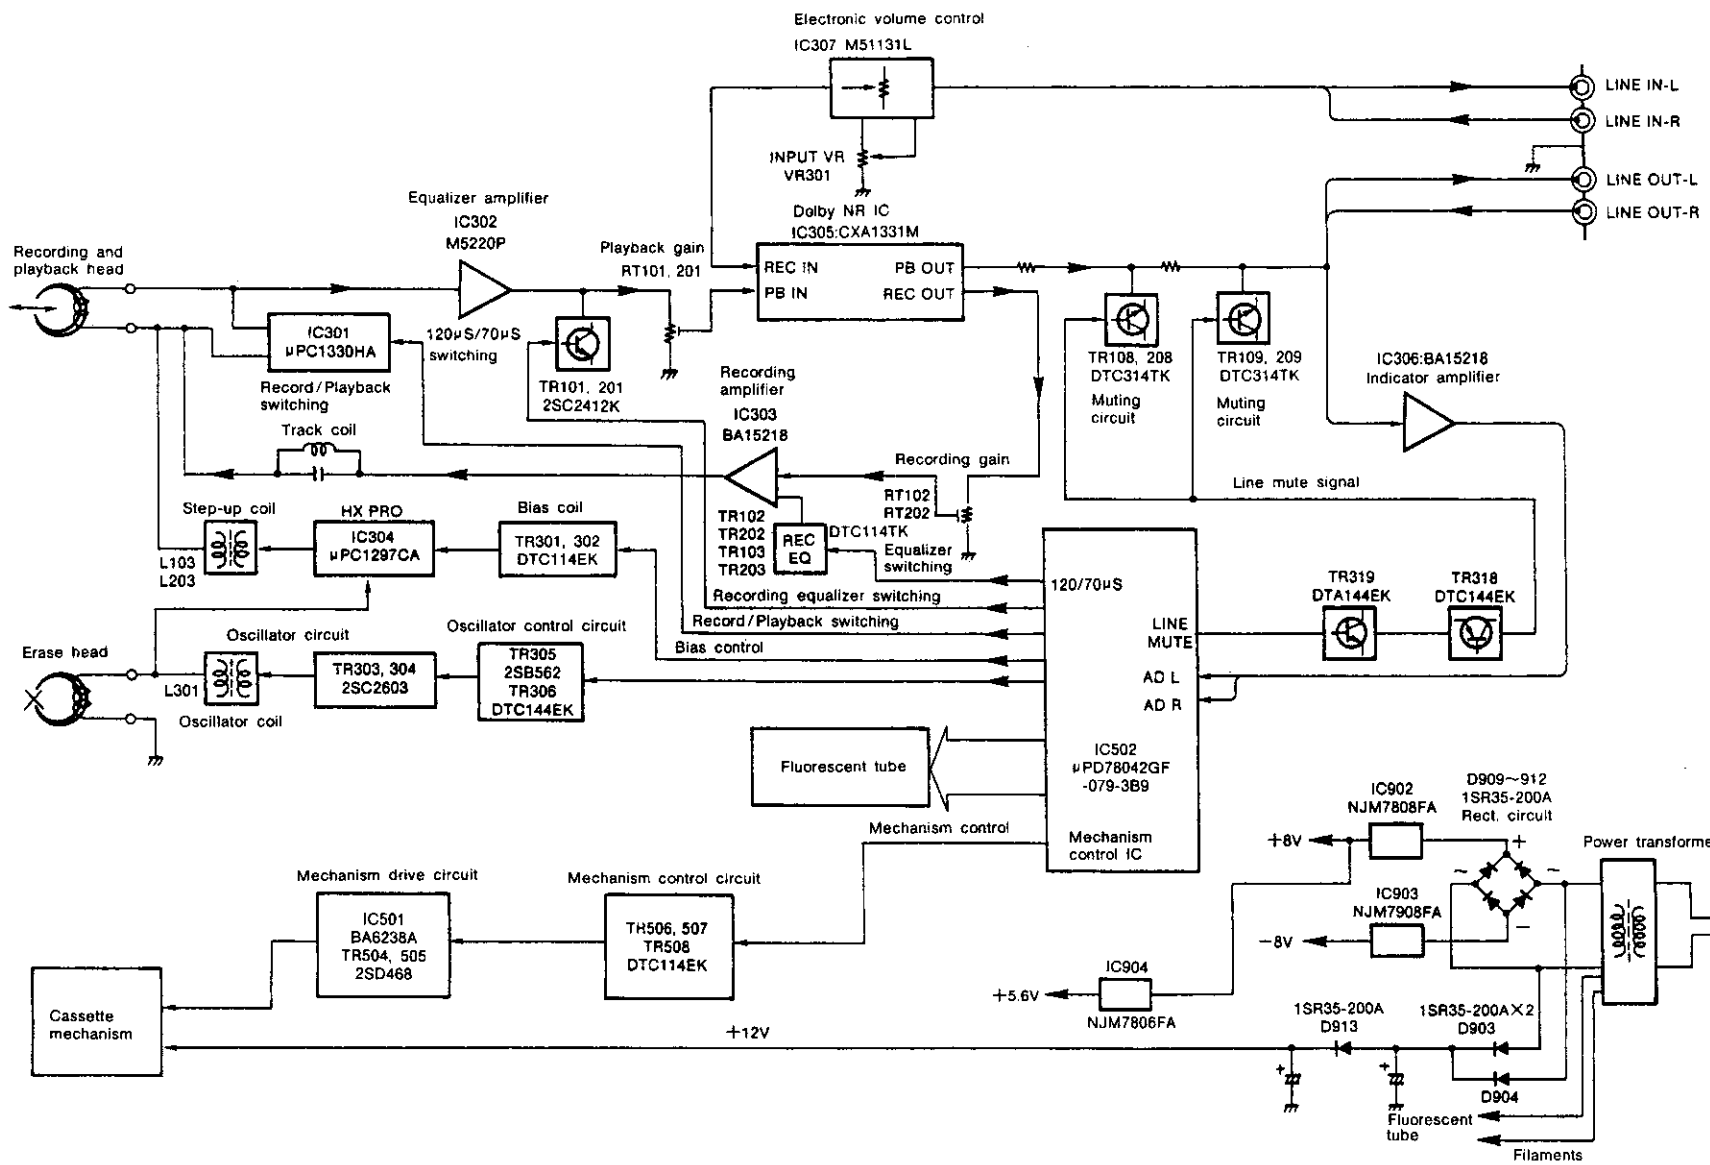 Electronic volume control
IC307 M51131L
LINE IN-L
LINE IN-R
INPUT VR
VR301
LINE OUT-L
LINE OUT-R
Equalizer amplifier
IC302
M5220P
Dolby NR IC
IC305:CXA1331M
Recording and
playback head
Playback gain
RT101, 201
REC IN
PB OUT
PB IN
REC OUT
IC301
µPC1330HA
120µS/70µS
switching
Record/Playback
switching
TR101, 201
2SC2412K
TR108, 208
DTC314TK
Muting
circuit
TR109, 209
DTC314TK
Muting
circuit
IC306:BA15218
Indicator amplifier
Recording
amplifier
IC303
BA15218
Track coil
Recording gain
RT102
RT202
Line mute signal
Step-up coil
L103
L203
HX PRO
IC304
µPC1297CA
Bias coil
TR301, 302
DTC114EK
TR102
TR202
TR103
TR203
REC
EQ
DTC114TK
Equalizer
switching
120/70µS
Recording equalizer switching
Record/Playback switching
Bias control
LINE
MUTE
TR319
DTA144EK
TR318
DTC144EK
AD L
AD R
Erase head
Oscillator circuit
L301
Oscillator coil
TR303, 304
2SC2603
Oscillator control circuit
TR305
2SB562
TR306
DTC144EK
Fluorescent tube
IC502
µPD78042GF
-079-3B9
Mechanism control
Mechanism
control IC
IC902
NJM7808FA
D909~912
1SR35-200A
Rect. circuit
+8V
+
~
~
−
Power transforme
IC903
NJM7908FA
−8V
Mechanism drive circuit
IC501
BA6238A
TR504, 505
2SD468
Mechanism control circuit
TR506, 507
TR508
DTC114EK
IC904
+5.6V
NJM7806FA
Cassette
mechanism
+12V
1SR35-200A
D913
1SR35-200AX2
D903
+
+
D904
Fluorescent
tube
Filaments